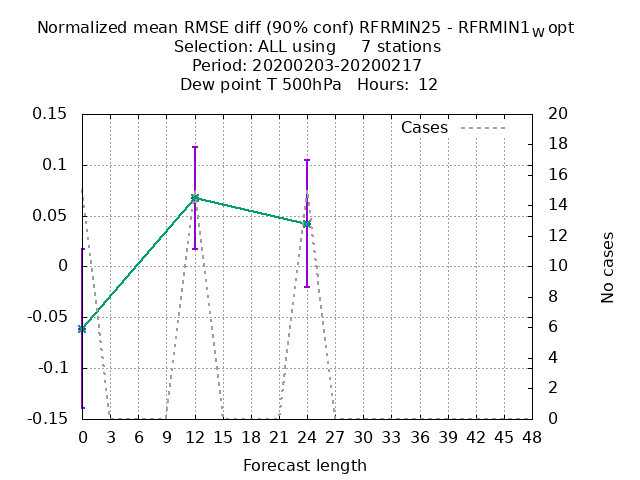 Normalized mean RMSE diff (90% conf) RFRMIN25 - RFRMIN1wopt
Selection: ALL using 7 stations
Period: 20200203-20200217
Dew point T 500hPa Hours: 12
Cases
0.15
0.1
0.05
0
-0.05
-0.1
-0.15
20
18
16
14
12
10
8
6
4
2
0
No cases
0 3 6 9 12 15 18 21 24 27 30 33 36 39 42 45 48
Forecast length